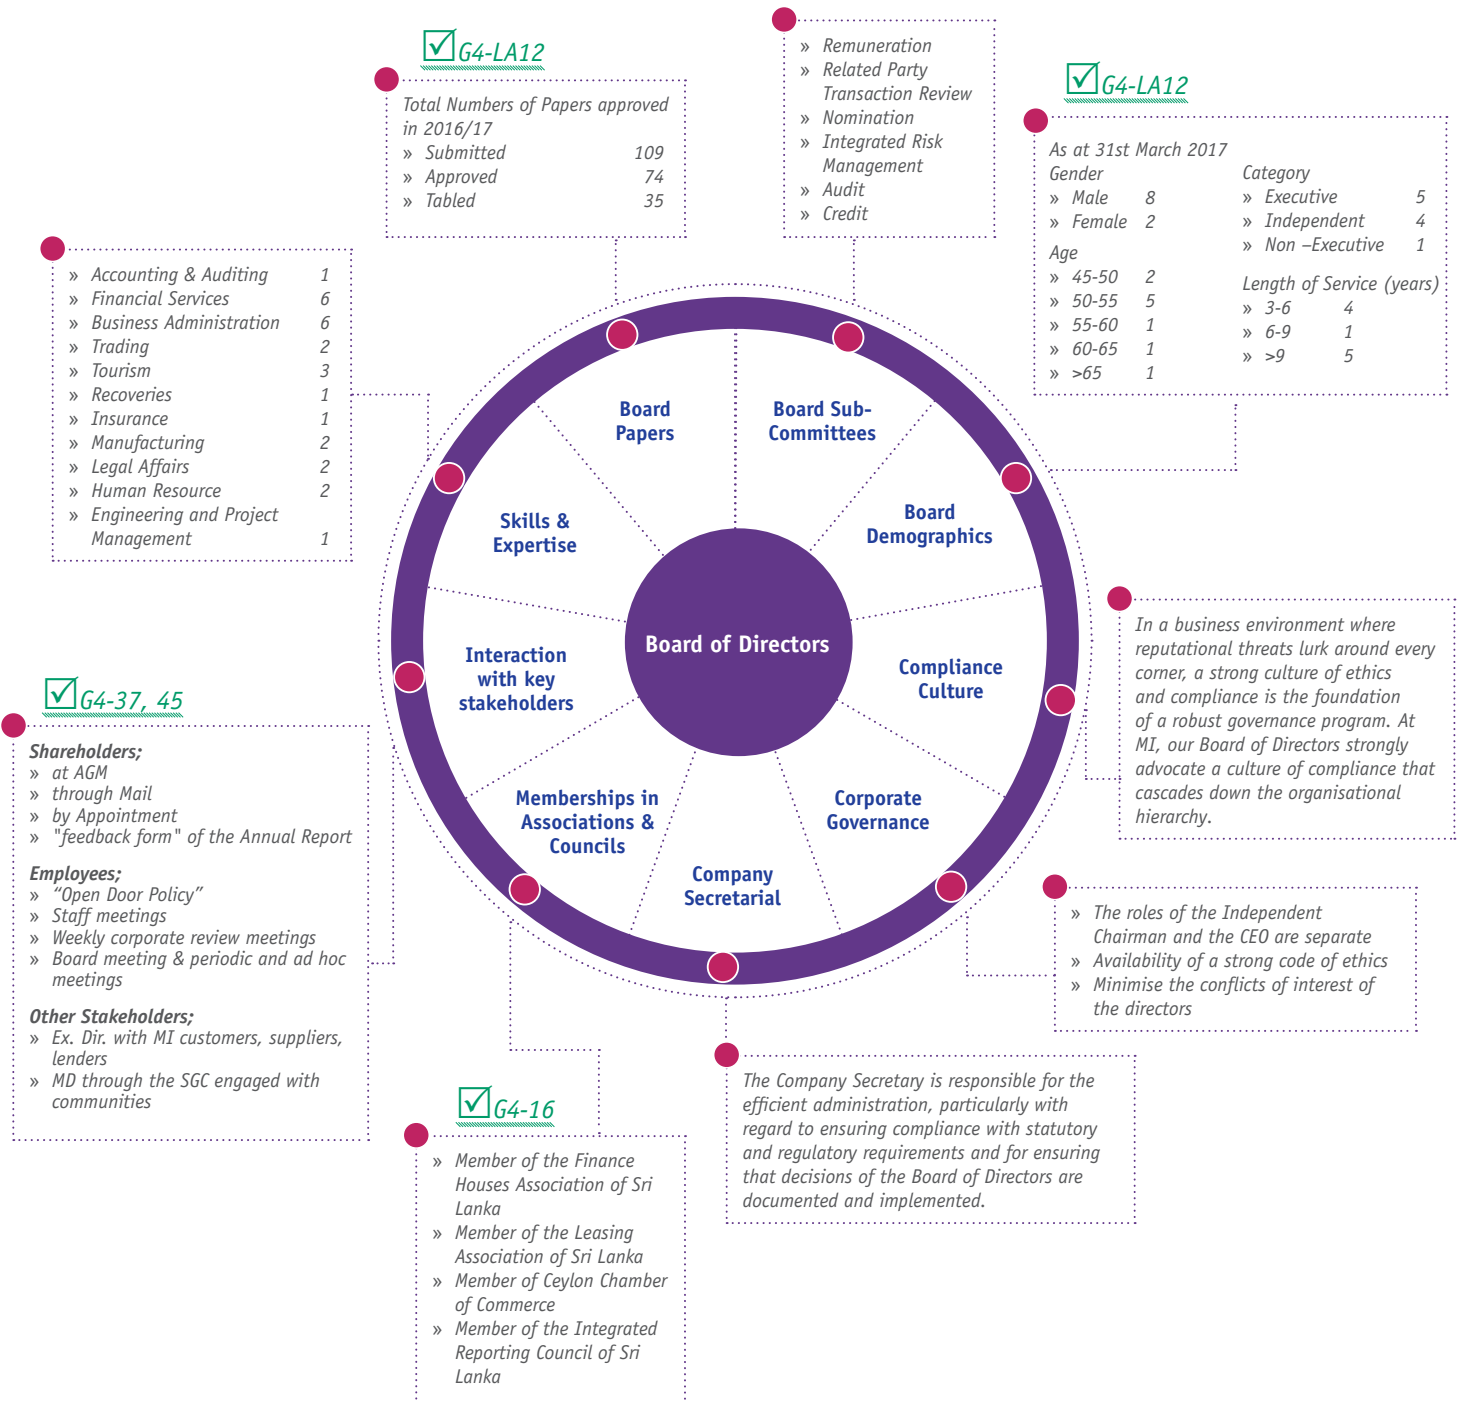 G4-LA12
Total Numbers of Papers approved
in 2016/17
» Submitted 109
» Approved 74
» Tabled 35
» Remuneration
» Related Party
Transaction Review
» Nomination
» Integrated Risk
Management
» Audit
» Credit
G4-LA12
As at 31st March 2017
Gender
» Male 8
» Female 2
Age
» 45-50 2
» 50-55 5
» 55-60 1
» 60-65 1
» >65 1
Category
» Executive 5
» Independent 4
» Non –Executive 1
Length of Service (years)
» 3-6 4
» 6-9 1
» >9 5
» Accounting & Auditing 1
» Financial Services 6
» Business Administration 6
» Trading 2
» Tourism 3
» Recoveries 1
» Insurance 1
» Manufacturing 2
» Legal Affairs 2
» Human Resource 2
» Engineering and Project
Management 1
Board
Papers
Board Sub-
Committees
Skills &
Expertise
Board
Demographics
Board of Directors
Interaction
with key
stakeholders
Compliance
Culture
Memberships in
Associations &
Councils
Corporate
Governance
Company
Secretarial
In a business environment where
reputational threats lurk around every
corner, a strong culture of ethics
and compliance is the foundation
of a robust governance program. At
MI, our Board of Directors strongly
advocate a culture of compliance that
cascades down the organisational
hierarchy.
G4-37, 45
Shareholders;
» at AGM
» through Mail
» by Appointment
» "feedback form" of the Annual Report
Employees;
» “Open Door Policy”
» Staff meetings
» Weekly corporate review meetings
» Board meeting & periodic and ad hoc
meetings
Other Stakeholders;
» Ex. Dir. with MI customers, suppliers,
lenders
» MD through the SGC engaged with
communities
» The roles of the Independent
Chairman and the CEO are separate
» Availability of a strong code of ethics
» Minimise the conflicts of interest of
the directors
The Company Secretary is responsible for the
efficient administration, particularly with
regard to ensuring compliance with statutory
and regulatory requirements and for ensuring
that decisions of the Board of Directors are
documented and implemented.
G4-16
» Member of the Finance
Houses Association of Sri
Lanka
» Member of the Leasing
Association of Sri Lanka
» Member of Ceylon Chamber
of Commerce
» Member of the Integrated
Reporting Council of Sri
Lanka